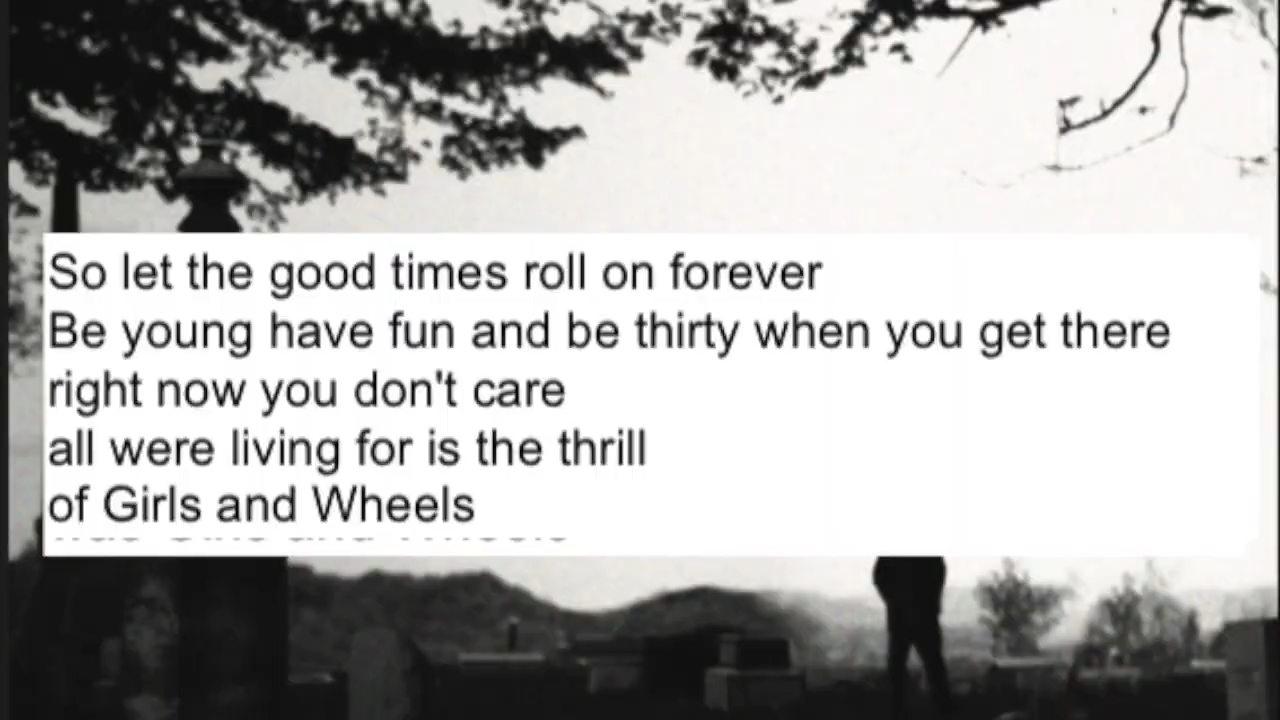 So let the good times roll on forever
Be young have fun and be thirty when you get there
right now you don't care
all were living for is the thrill
of Girls and Wheels